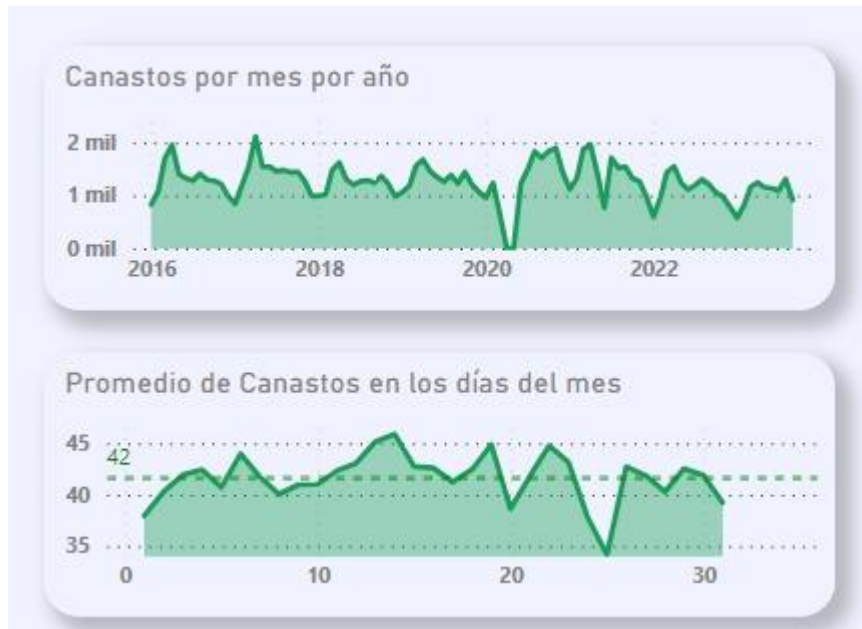 Canastos por mes por año
2 mil
1 mil
0 mil
2016 2018 2020 2022
Promedio de Canastos en los días del mes
45
42
40
35
0 10 20 30